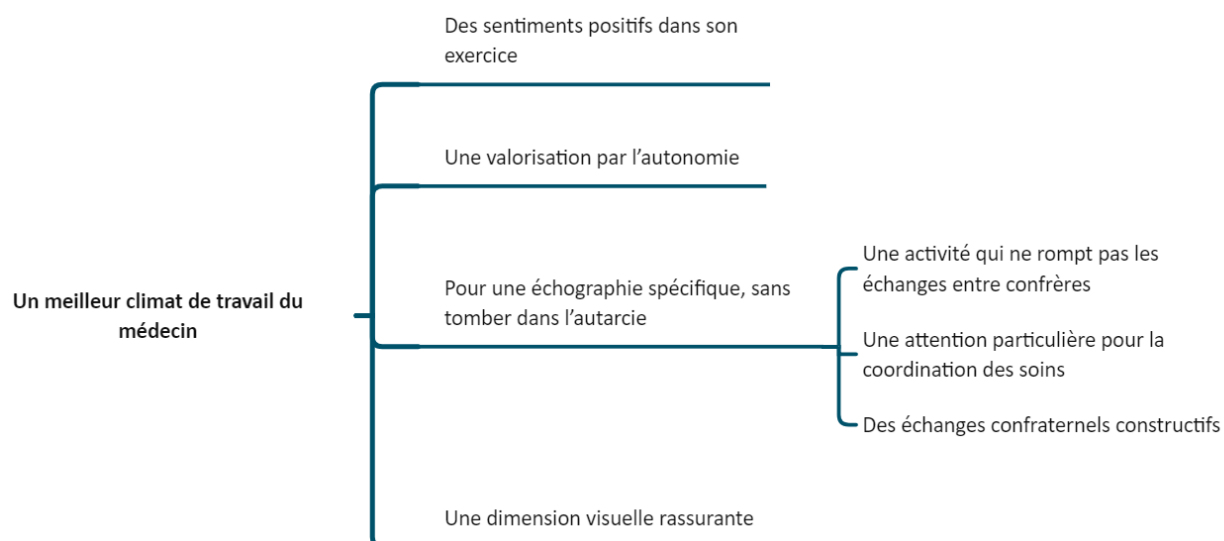 Des sentiments positifs dans son
exercice
Une valorisation par l’autonomie
Un meilleur climat de travail du
médecin
Pour une échographie spécifique, sans
tomber dans l’autarcie
Une activité qui ne rompt pas les
échanges entre confrères
Une attention particulière pour la
coordination des soins
Des échanges confraternels constructifs
Une dimension visuelle rassurante